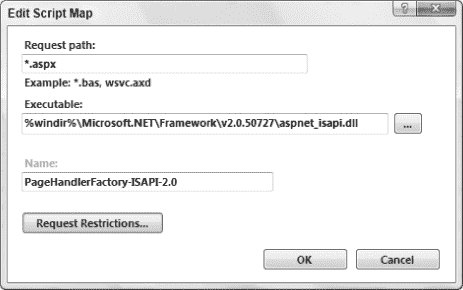 Edit Script Map
Request path:
*.aspx
Example: *.bas, wsvc.axd
Executable:
%windir%\Microsoft.NET\Framework\v2.0.50727\aspnet_isapi.dll
...
Name:
PageHandlerFactory-ISAPI-2.0
Request Restrictions...
OK Cancel